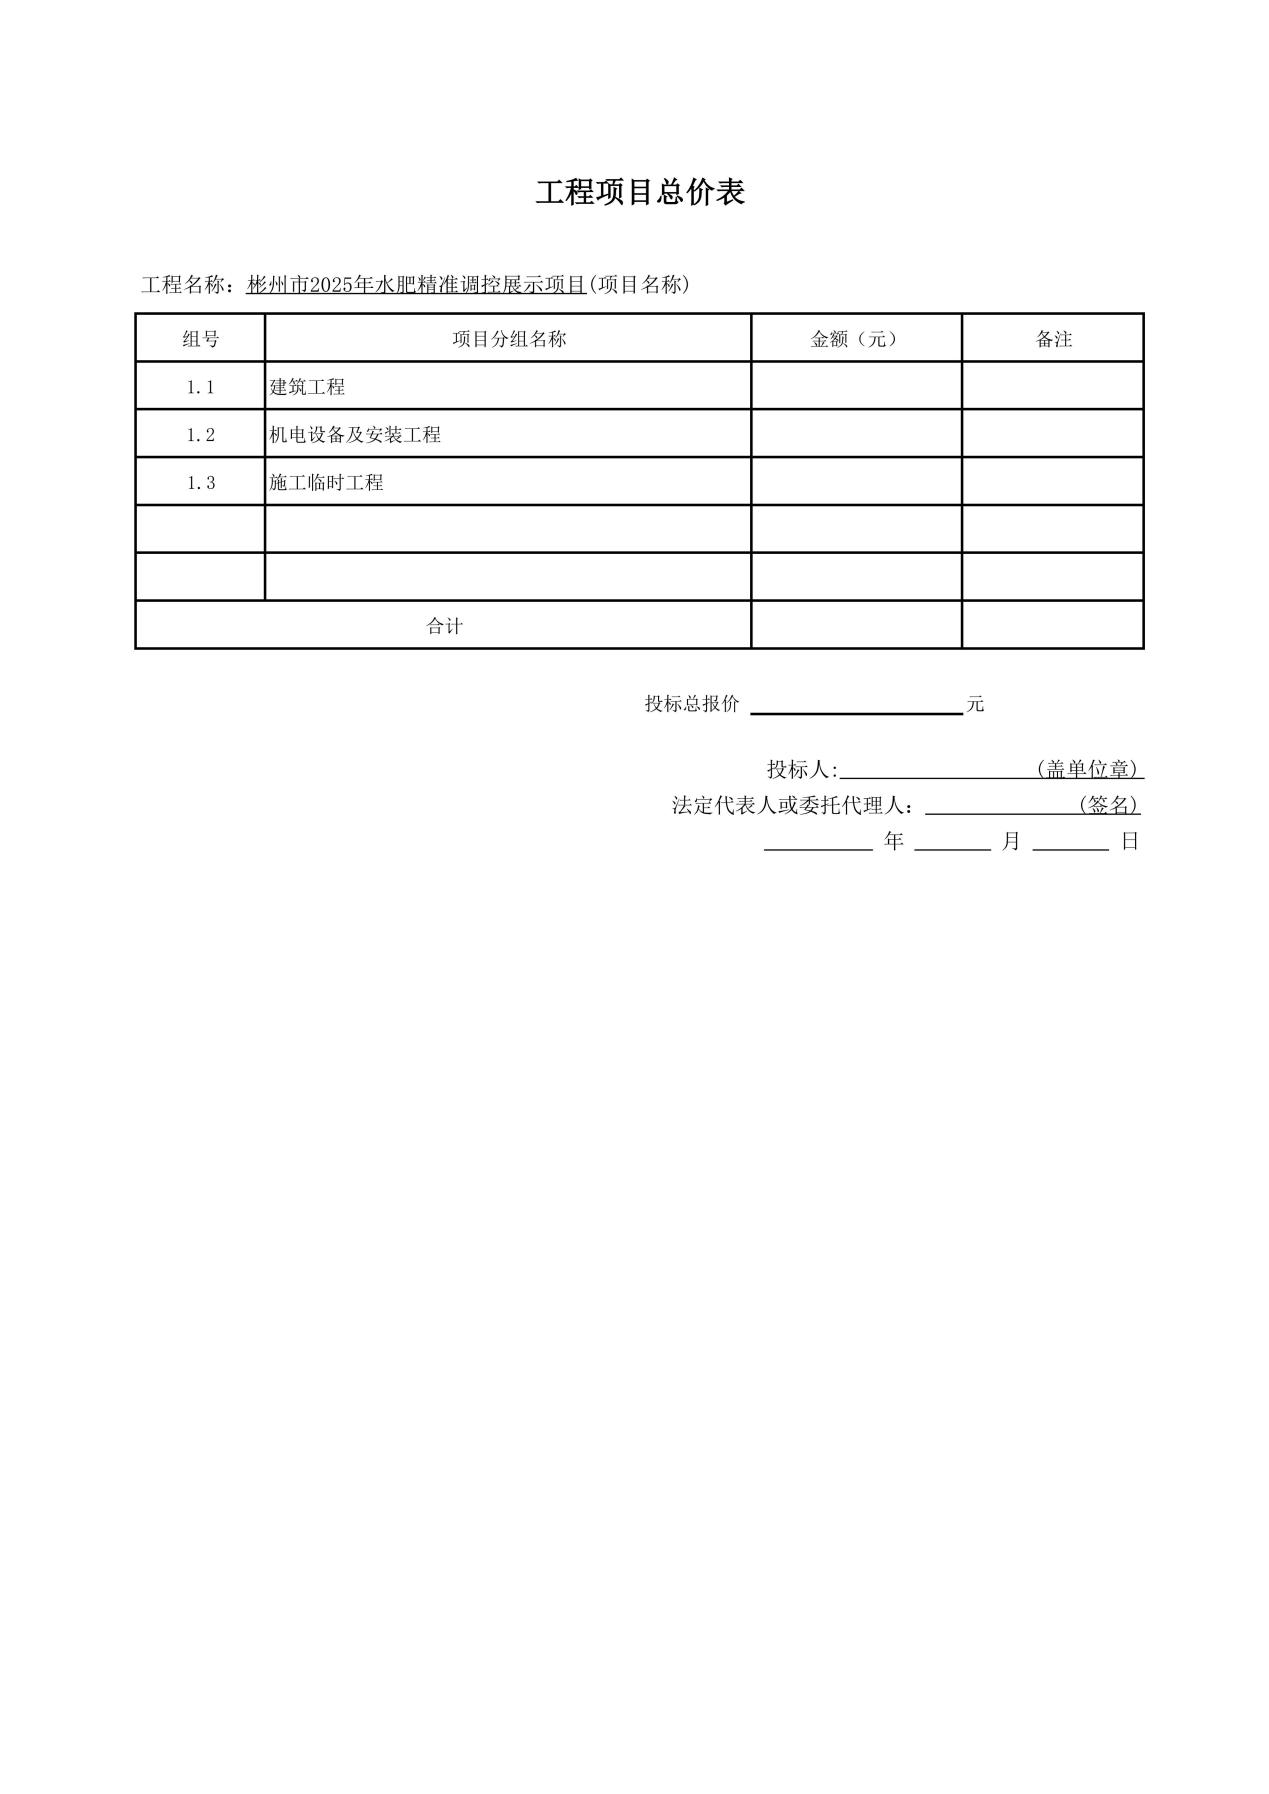 工程项目总价表
工程名称：彬州市2025年水肥精准调控展示项目(项目名称)
组号 项目分组名称 金额（元） 备注
1.1 建筑工程
1.2 机电设备及安装工程
1.3 施工临时工程
合计
投标总报价 元
投标人:（盖单位章）
法定代表人或委托代理人：（签名）
年 月 日